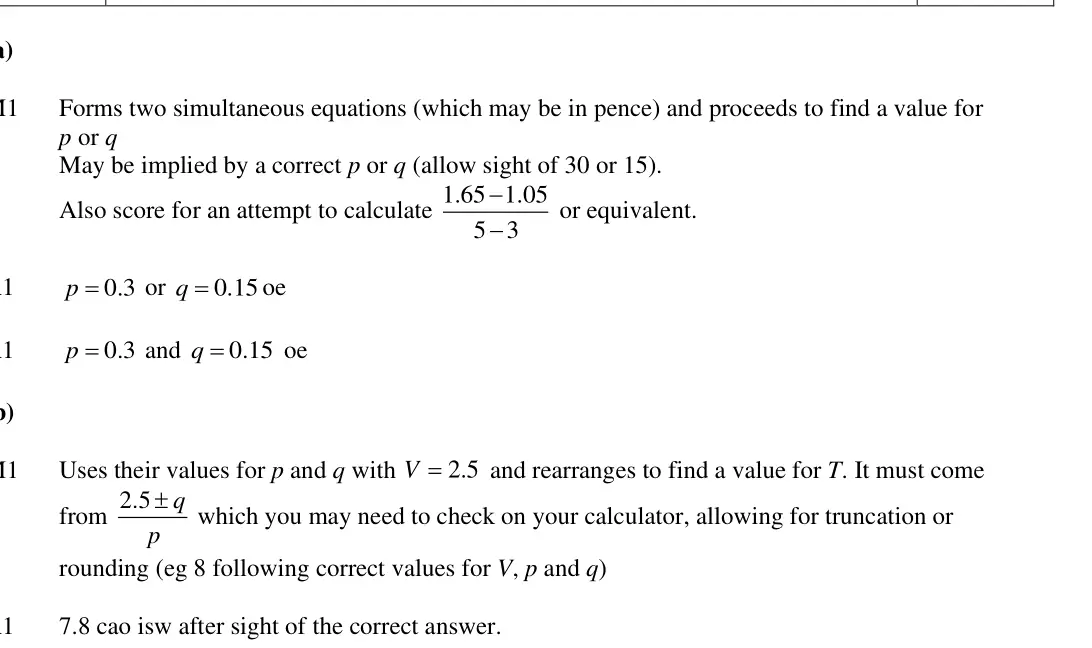 a)
M1 Forms two simultaneous equations (which may be in pence) and proceeds to find a value for
p or q
May be implied by a correct p or q (allow sight of 30 or 15).
Also score for an attempt to calculate (1.65−1.05)/(5−3) or equivalent.
A1 p = 0.3 or q = 0.15 oe
A1 p = 0.3 and q = 0.15 oe
b)
M1 Uses their values for p and q with V = 2.5 and rearranges to find a value for T. It must come
from (2.5 ± q)/p which you may need to check on your calculator, allowing for truncation or
rounding (eg 8 following correct values for V, p and q)
A1 7.8 cao isw after sight of the correct answer.